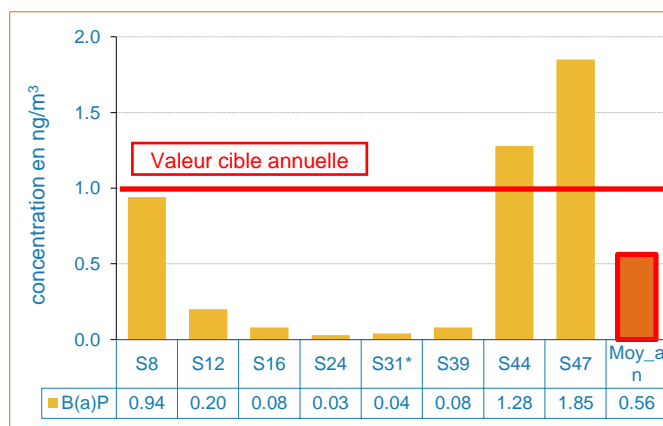 concentration en ng/m³
2.0
1.5
1.0
0.5
0.0
Valeur cible annuelle
S8 S12 S16 S24 S31* S39 S44 S47 Moy_a
n
B(a)P 0.94 0.20 0.08 0.03 0.04 0.08 1.28 1.85 0.56